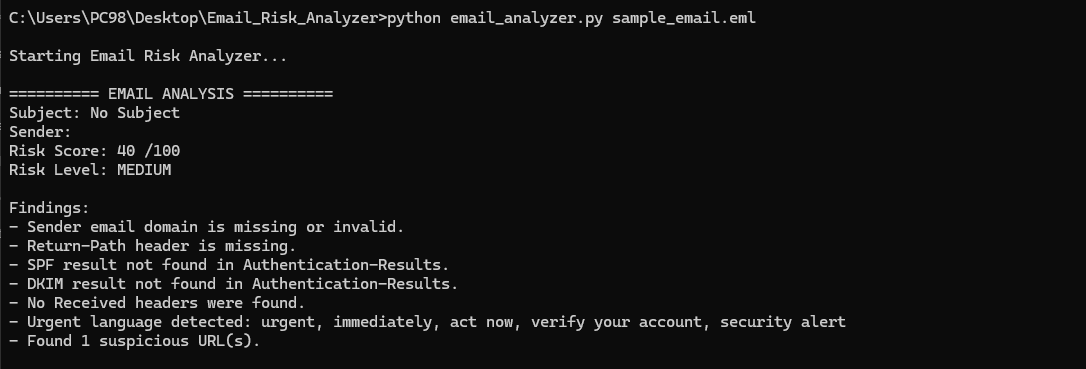 C:\Users\PC98\Desktop\Email_Risk_Analyzer>python email_analyzer.py sample_email.eml
Starting Email Risk Analyzer...
========== EMAIL ANALYSIS ==========
Subject: No Subject
Sender:
Risk Score: 40 /100
Risk Level: MEDIUM
Findings:
- Sender email domain is missing or invalid.
- Return-Path header is missing.
- SPF result not found in Authentication-Results.
- DKIM result not found in Authentication-Results.
- No Received headers were found.
- Urgent language detected: urgent, immediately, act now, verify your account, security alert
- Found 1 suspicious URL(s).